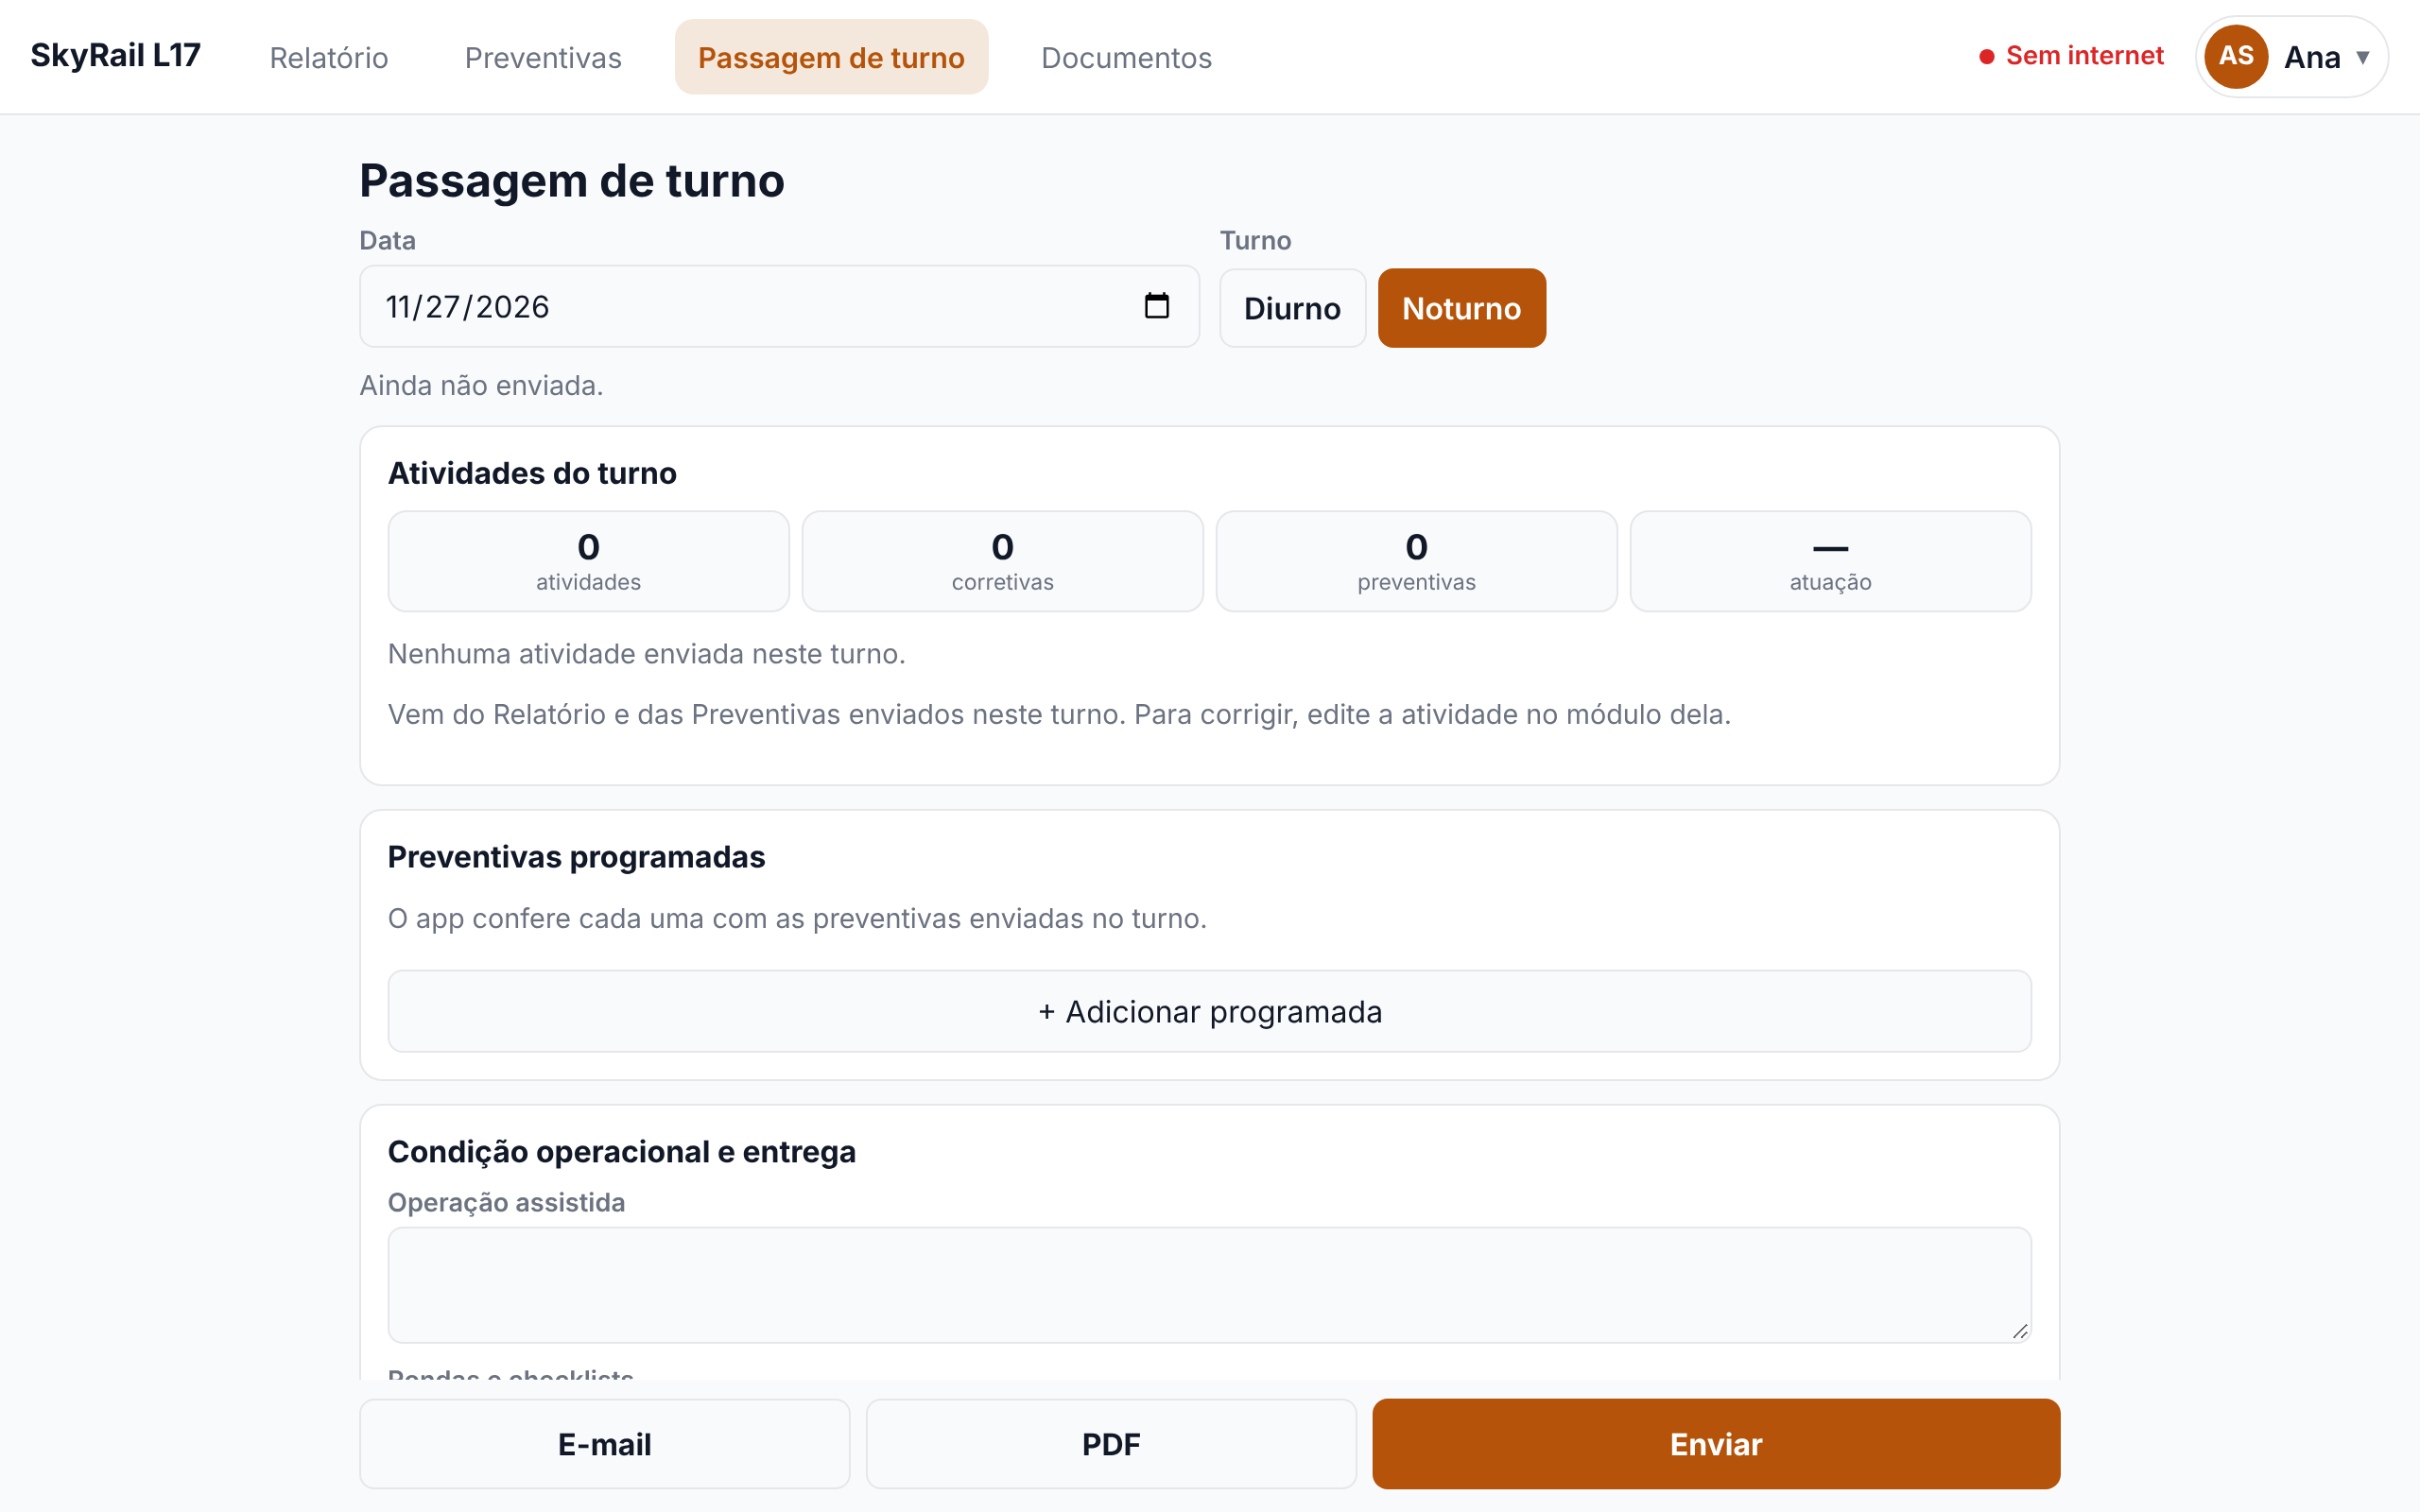 SkyRail L17
Relatório
Preventivas
Passagem de turno
Documentos
Sem internet
AS
Ana
Passagem de turno
Data
Turno
11/27/2026
Diurno
Noturno
Ainda não enviada.
Atividades do turno
0
atividades
0
corretivas
0
preventivas
—
atuação
Nenhuma atividade enviada neste turno.
Vem do Relatório e das Preventivas enviados neste turno. Para corrigir, edite a atividade no módulo dela.
Preventivas programadas
O app confere cada uma com as preventivas enviadas no turno.
+ Adicionar programada
Condição operacional e entrega
Operação assistida
Rondas e checklists
E-mail
PDF
Enviar